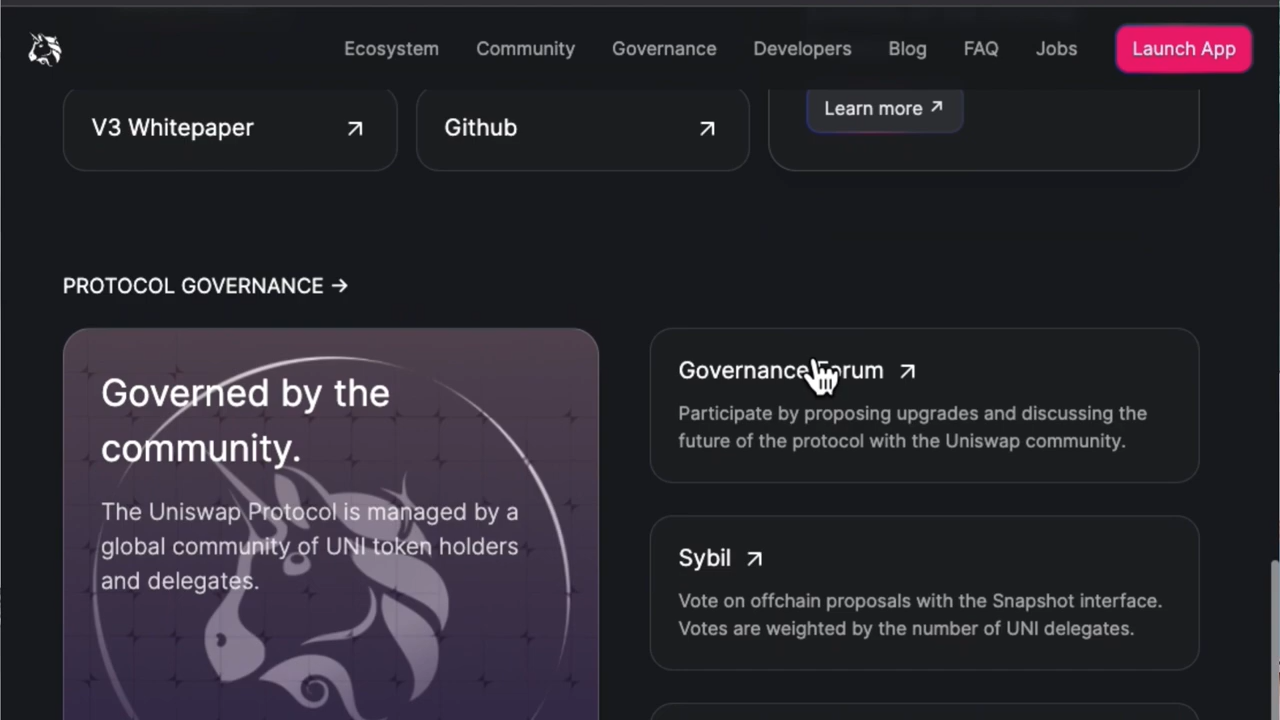 Ecosystem Community Governance Developers Blog FAQ Jobs Launch App
V3 Whitepaper ↗ Github ↗ Learn more ↗
PROTOCOL GOVERNANCE →
Governed by the
community.
The Uniswap Protocol is managed by a
global community of UNI token holders
and delegates.
Governance Forum ↗
Participate by proposing upgrades and discussing the
future of the protocol with the Uniswap community.
Sybil ↗
Vote on offchain proposals with the Snapshot interface.
Votes are weighted by the number of UNI delegates.